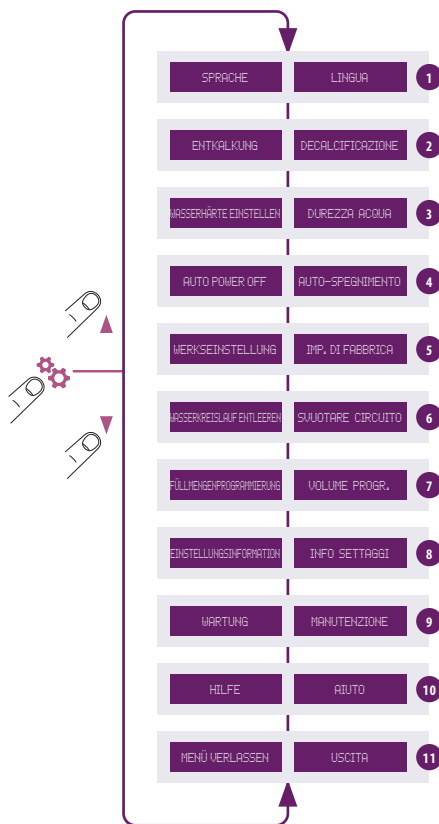 SPRACHE LINGUA 1
ENTKALKUNG DECALCIFICAZIONE 2
WASSERHÄRTE EINSTELLEN DUREZZA ACQUA 3
AUTO POWER OFF AUTO-SPEGNIMENTO 4
WERKSEINSTELLUNG IMP. DI FABBRICA 5
WASSERKREISLAUF ENTLEEREN SVUOTARE CIRCUITO 6
FÜLLMENGENPROGRAMMIERUNG VOLUME PROGR. 7
EINSTELLUNGSINFORMATION INFO SETTAGGI 8
WARTUNG MANUTENZIONE 9
HILFE AIUTO 10
MENÜ VERLASSEN USCITA 11